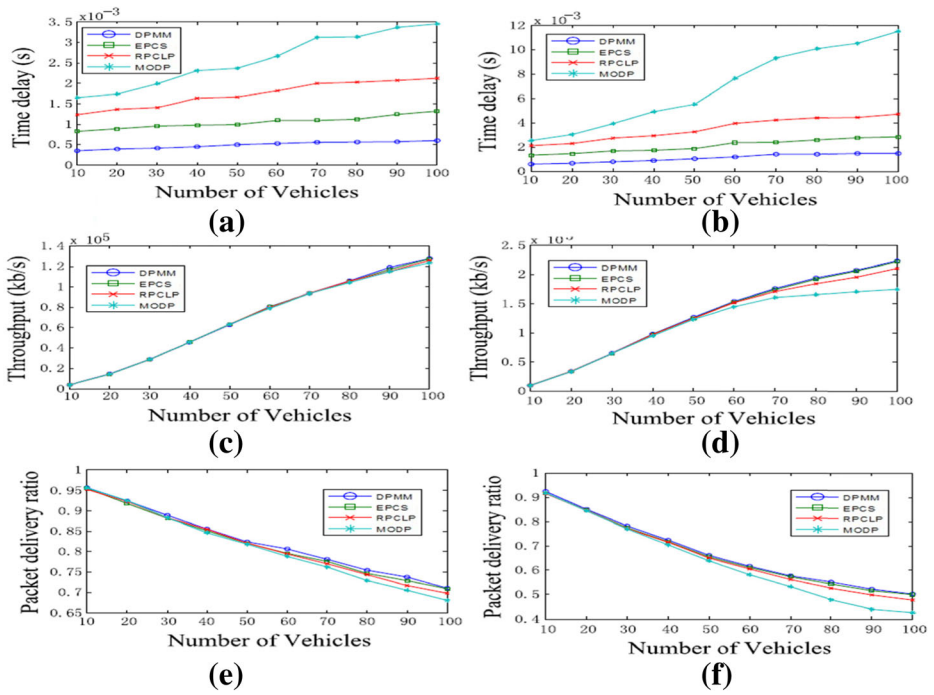 x 10⁻³
3.5
3
2.5
2
1.5
1
0.5
0
Time delay (s)
DPMM
EPCS
RPCLP
MODP
10 20 30 40 50 60 70 80 90 100
Number of Vehicles
(a)
x 10⁻³
12
10
8
6
4
2
0
Time delay (s)
DPMM
EPCS
RPCLP
MODP
10 20 30 40 50 60 70 80 90 100
Number of Vehicles
(b)
x 10⁵
1.4
1.2
1
0.8
0.6
0.4
0.2
0
Throughput (kb/s)
DPMM
EPCS
RPCLP
MODP
10 20 30 40 50 60 70 80 90 100
Number of Vehicles
(c)
2.5
2
1.5
1
0.5
0
Throughput (kb/s)
DPMM
EPCS
RPCLP
MODP
10 20 30 40 50 60 70 80 90 100
Number of Vehicles
(d)
1
0.95
0.9
0.85
0.8
0.75
0.7
0.65
Packet delivery ratio
DPMM
EPCS
RPCLP
MODP
10 20 30 40 50 60 70 80 90 100
Number of Vehicles
(e)
1
0.9
0.8
0.7
0.6
0.5
0.4
Packet delivery ratio
DPMM
EPCS
RPCLP
MODP
10 20 30 40 50 60 70 80 90 100
Number of Vehicles
(f)